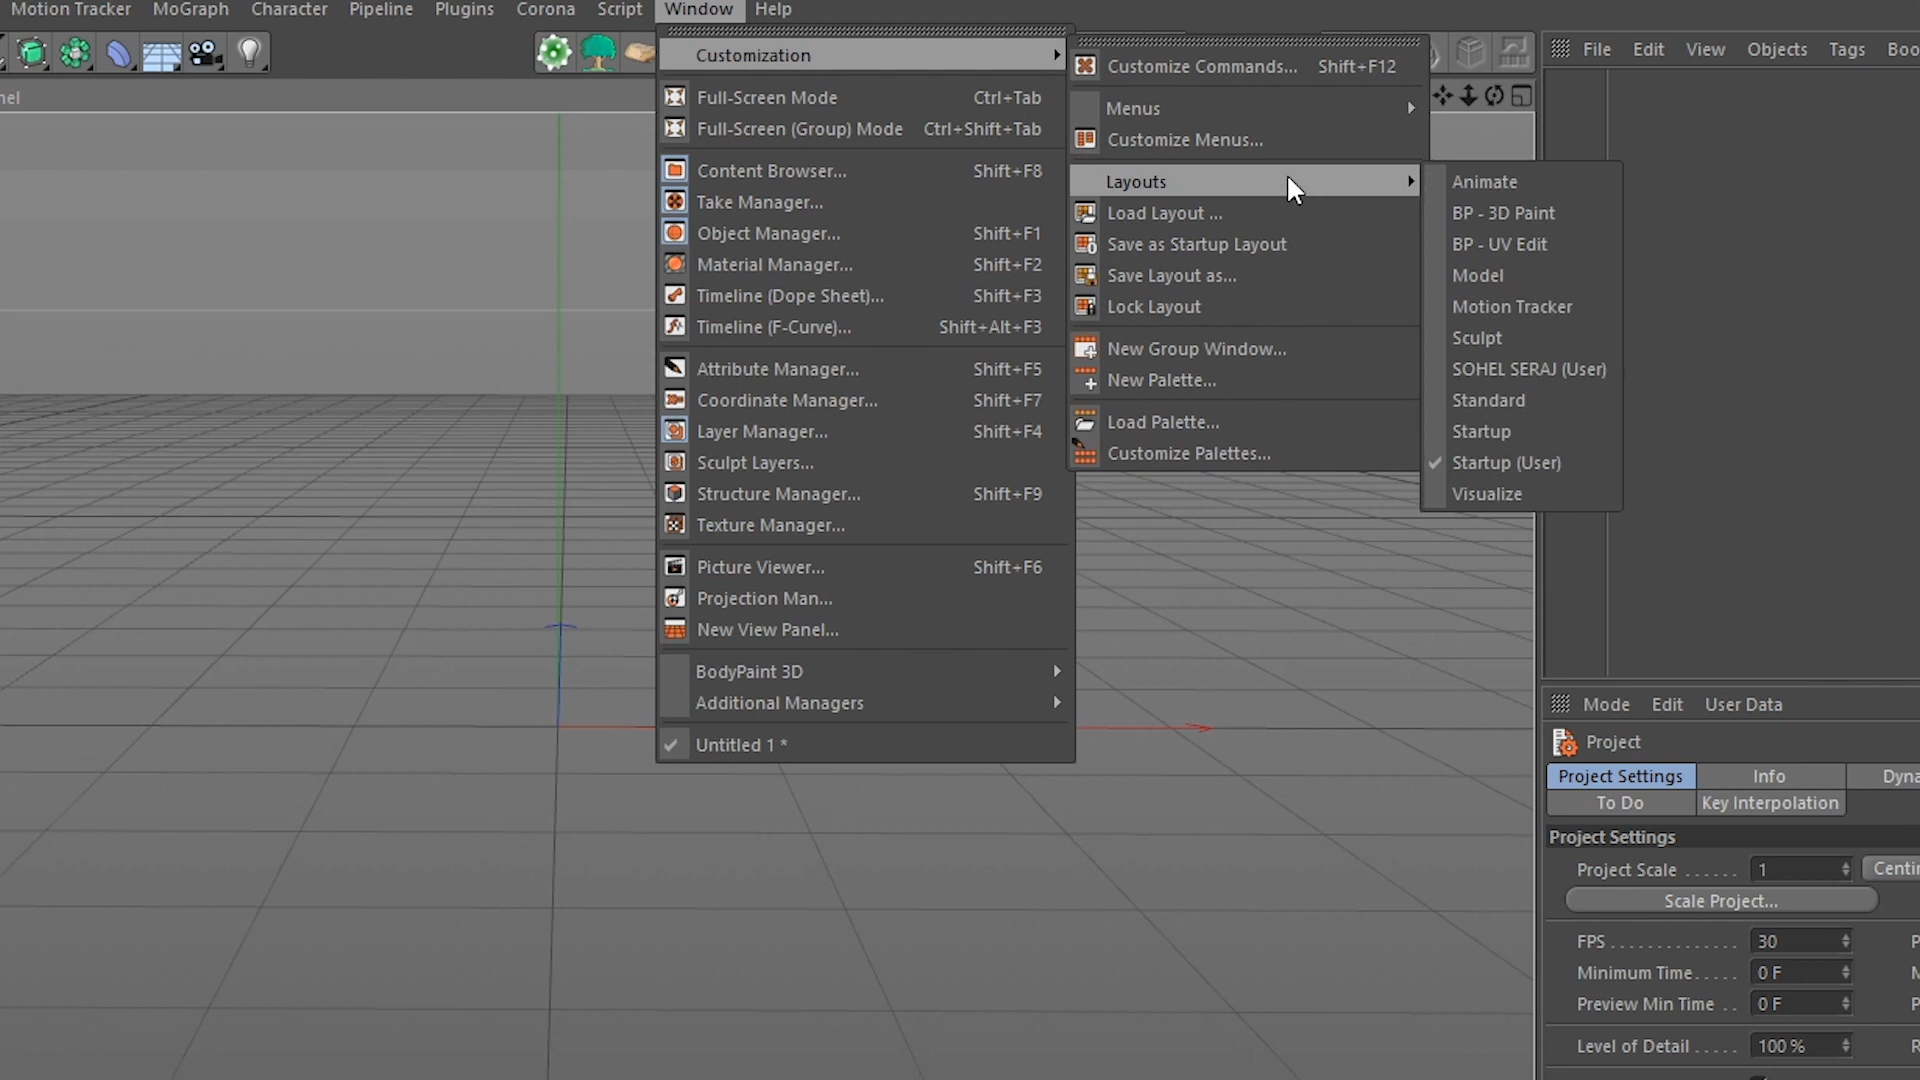 Motion Tracker MoGraph Character Pipeline Plugins Corona Script Window Help
File Edit View Objects Tags Boo
nel
Customization
Full-Screen Mode Ctrl+Tab
Full-Screen (Group) Mode Ctrl+Shift+Tab
Content Browser... Shift+F8
Take Manager...
Object Manager... Shift+F1
Material Manager... Shift+F2
Timeline (Dope Sheet)... Shift+F3
Timeline (F-Curve)... Shift+Alt+F3
Attribute Manager... Shift+F5
Coordinate Manager... Shift+F7
Layer Manager... Shift+F4
Sculpt Layers...
Structure Manager... Shift+F9
Texture Manager...
Picture Viewer... Shift+F6
Projection Man...
New View Panel...
BodyPaint 3D
Additional Managers
Untitled 1 *
Customize Commands... Shift+F12
Menus
Customize Menus...
Layouts
Load Layout ...
Save as Startup Layout
Save Layout as...
Lock Layout
New Group Window...
New Palette...
Load Palette...
Customize Palettes...
Animate
BP - 3D Paint
BP - UV Edit
Model
Motion Tracker
Sculpt
SOHEL SERAJ (User)
Standard
Startup
Startup (User)
Visualize
Mode Edit User Data
Project
Project Settings Info Dyna
To Do Key Interpolation
Project Settings
Project Scale ...... 1 Centin
Scale Project...
FPS.............. 30 P
Minimum Time..... 0 F M
Preview Min Time .. 0 F P
Level of Detail ..... 100 % R